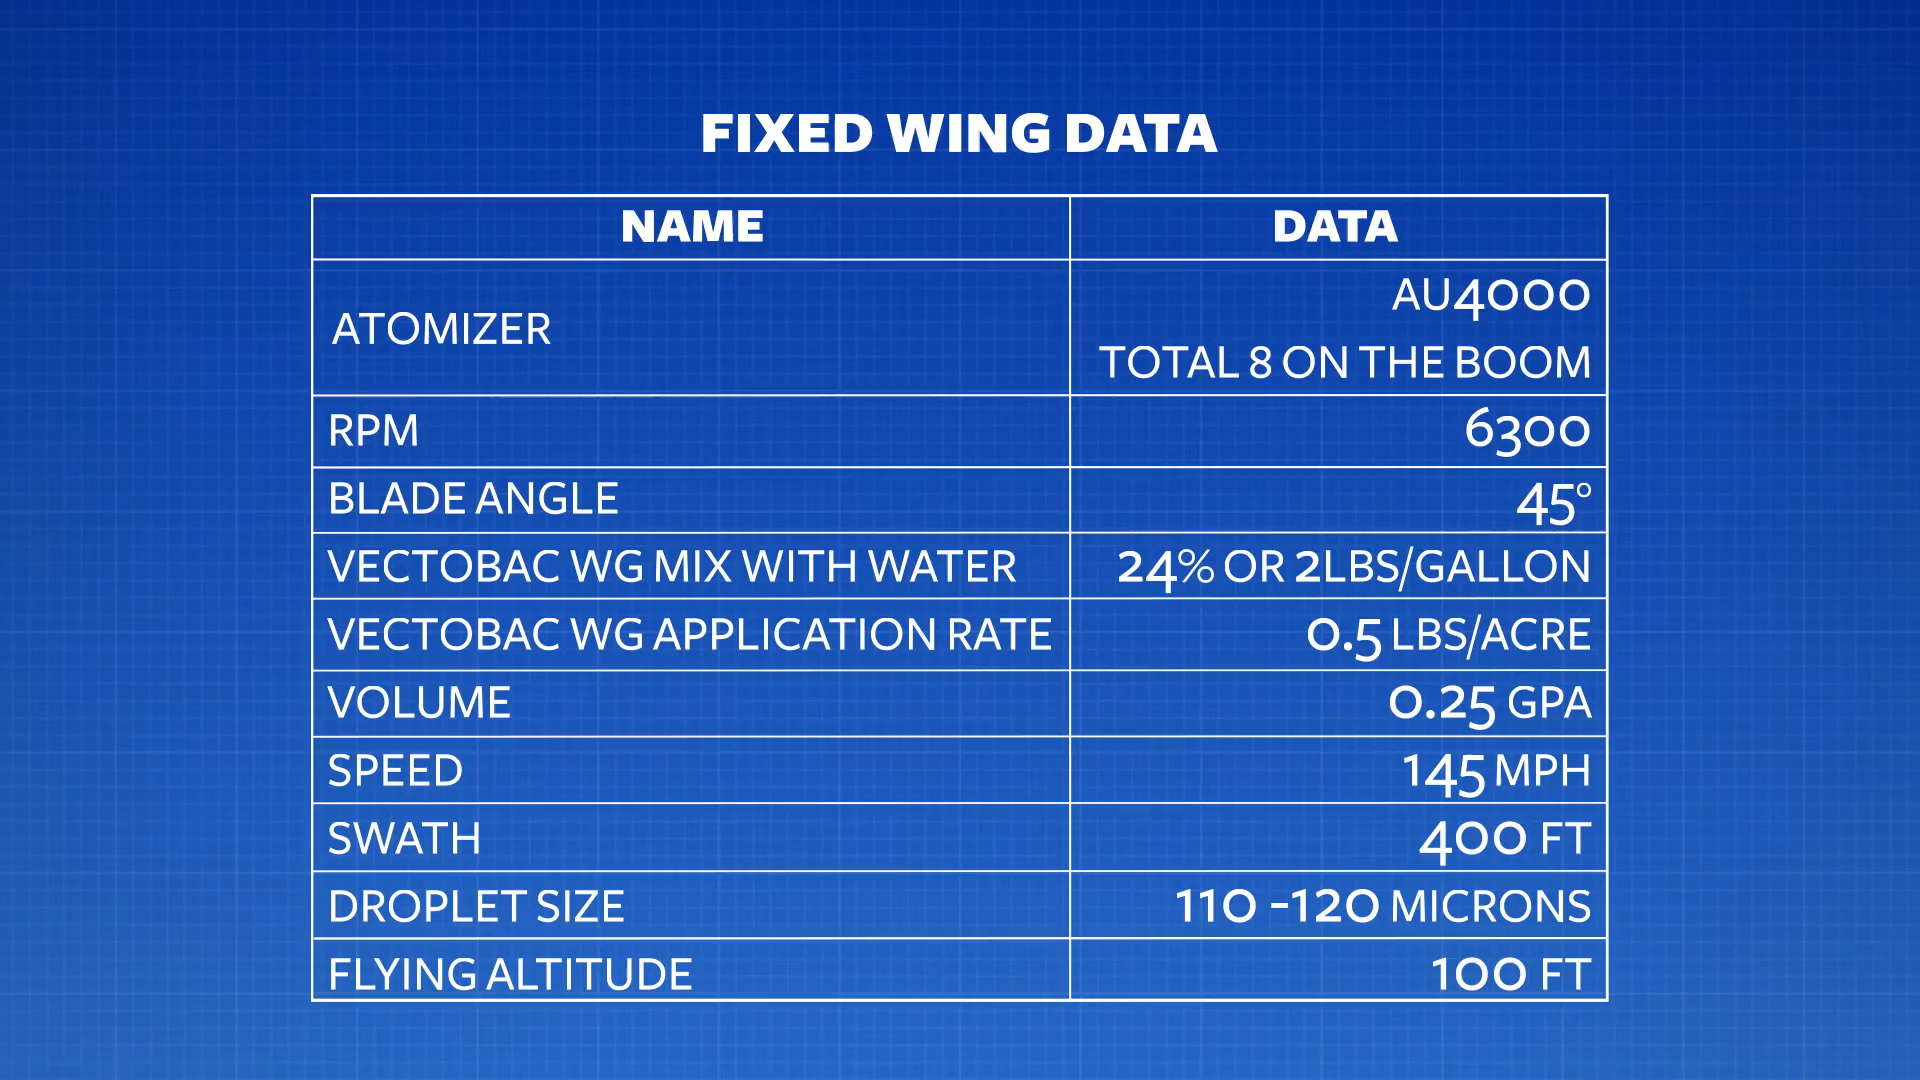 FIXED WING DATA
NAME DATA
ATOMIZER AU4000
TOTAL 8 ON THE BOOM
RPM 6300
BLADE ANGLE 45°
VECTOBAC WG MIX WITH WATER 24% OR 2LBS/GALLON
VECTOBAC WG APPLICATION RATE 0.5 LBS/ACRE
VOLUME 0.25 GPA
SPEED 145 MPH
SWATH 400 FT
DROPLET SIZE 110 -120 MICRONS
FLYING ALTITUDE 100 FT